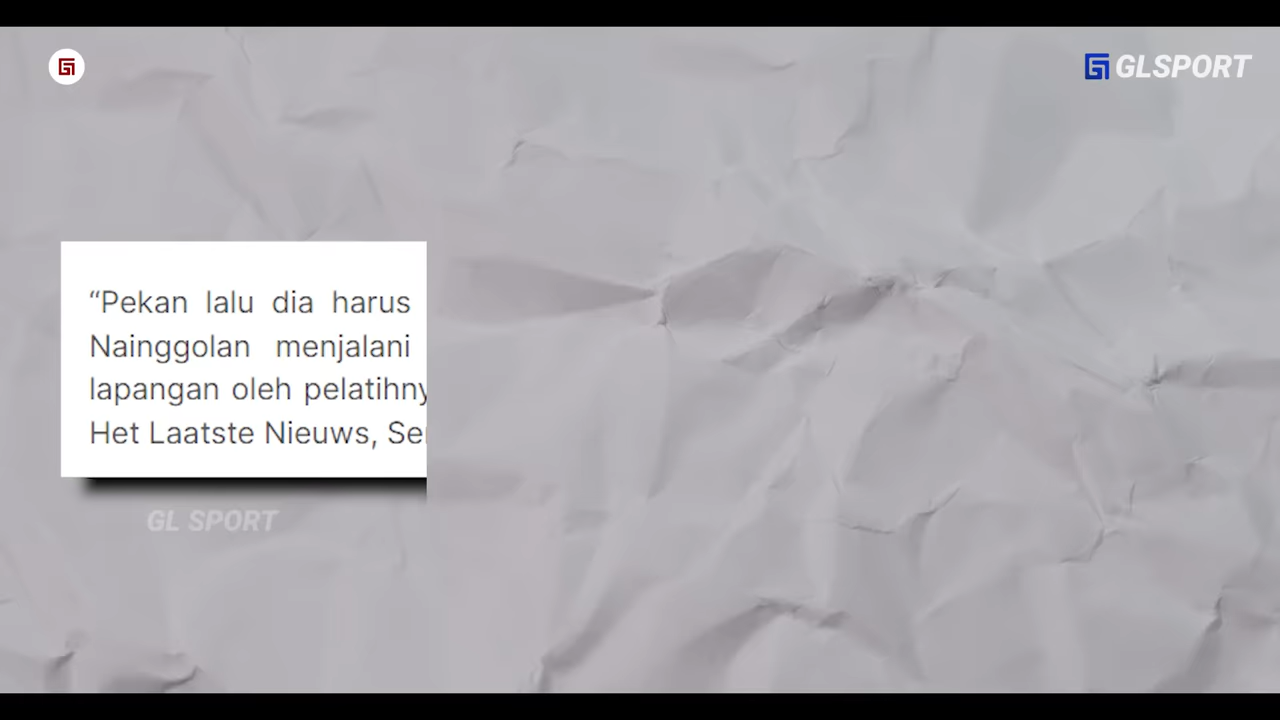 GLSPORT
“Pekan lalu dia harus
Nainggolan menjalani
lapangan oleh pelatihny
Het Laatste Nieuws, Se
GL SPORT